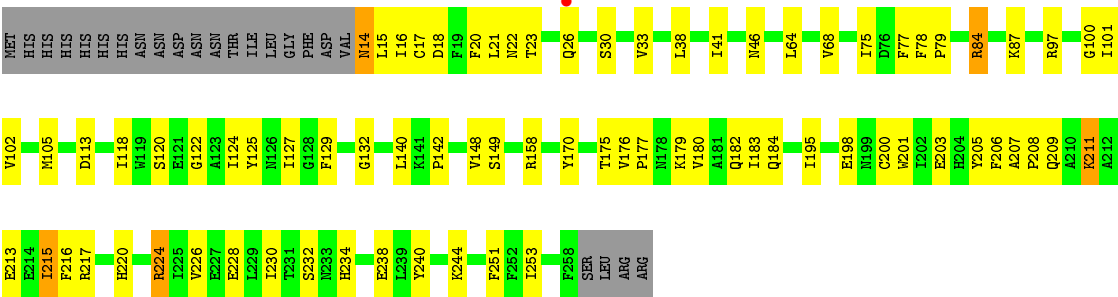 MET HIS HIS HIS HIS HIS HIS ASN ASN ASP ASN ASN THR ILE LEU GLY PHE ASP VAL N14 L15 I16 C17 D18 F19 F20 L21 N22 T23 Q26 S30 V33 L38 I41 N46 L64 V68 I75 D76 F77 F78 P79 R84 K87 R97 G100 I101
V102 M105 D113 I118 W119 S120 E121 G122 A123 I124 Y125 N126 I127 G128 F129 G132 L140 K141 P142 V148 S149 R158 Y170 T175 V176 P177 N178 K179 V180 A181 Q182 I183 Q184 I195 E198 N199 C200 W201 I202 E203 H204 Y205 F206 A207 P208 Q209 A210 K211 A212
E213 E214 I215 F216 R217 H220 R224 I225 V226 E227 E228 L229 I230 T231 S232 N233 H234 E238 L239 Y240 K244 F251 F252 I253 F258 SER LEU ARG ARG